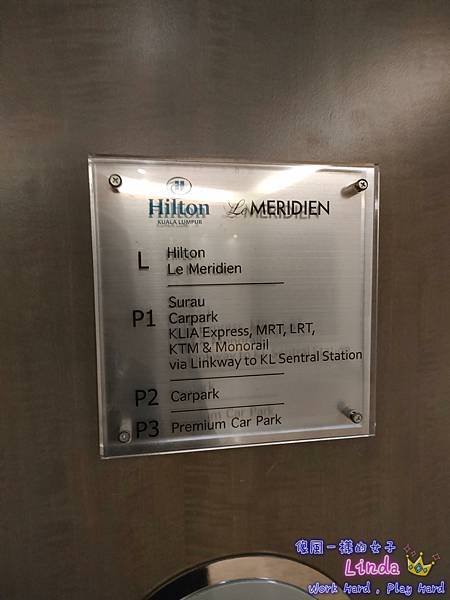 Hilton
KUALA LUMPUR
Le MERIDIEN
L
Hilton
Le Meridien
P1
Surau
Carpark
KLIA Express, MRT, LRT,
KTM & Monorail
via Linkway to KL Sentral Station
P2 Carpark
P3 Premium Car Park
傻囡一樣的女子
Linda
Work Hard , Play Hard